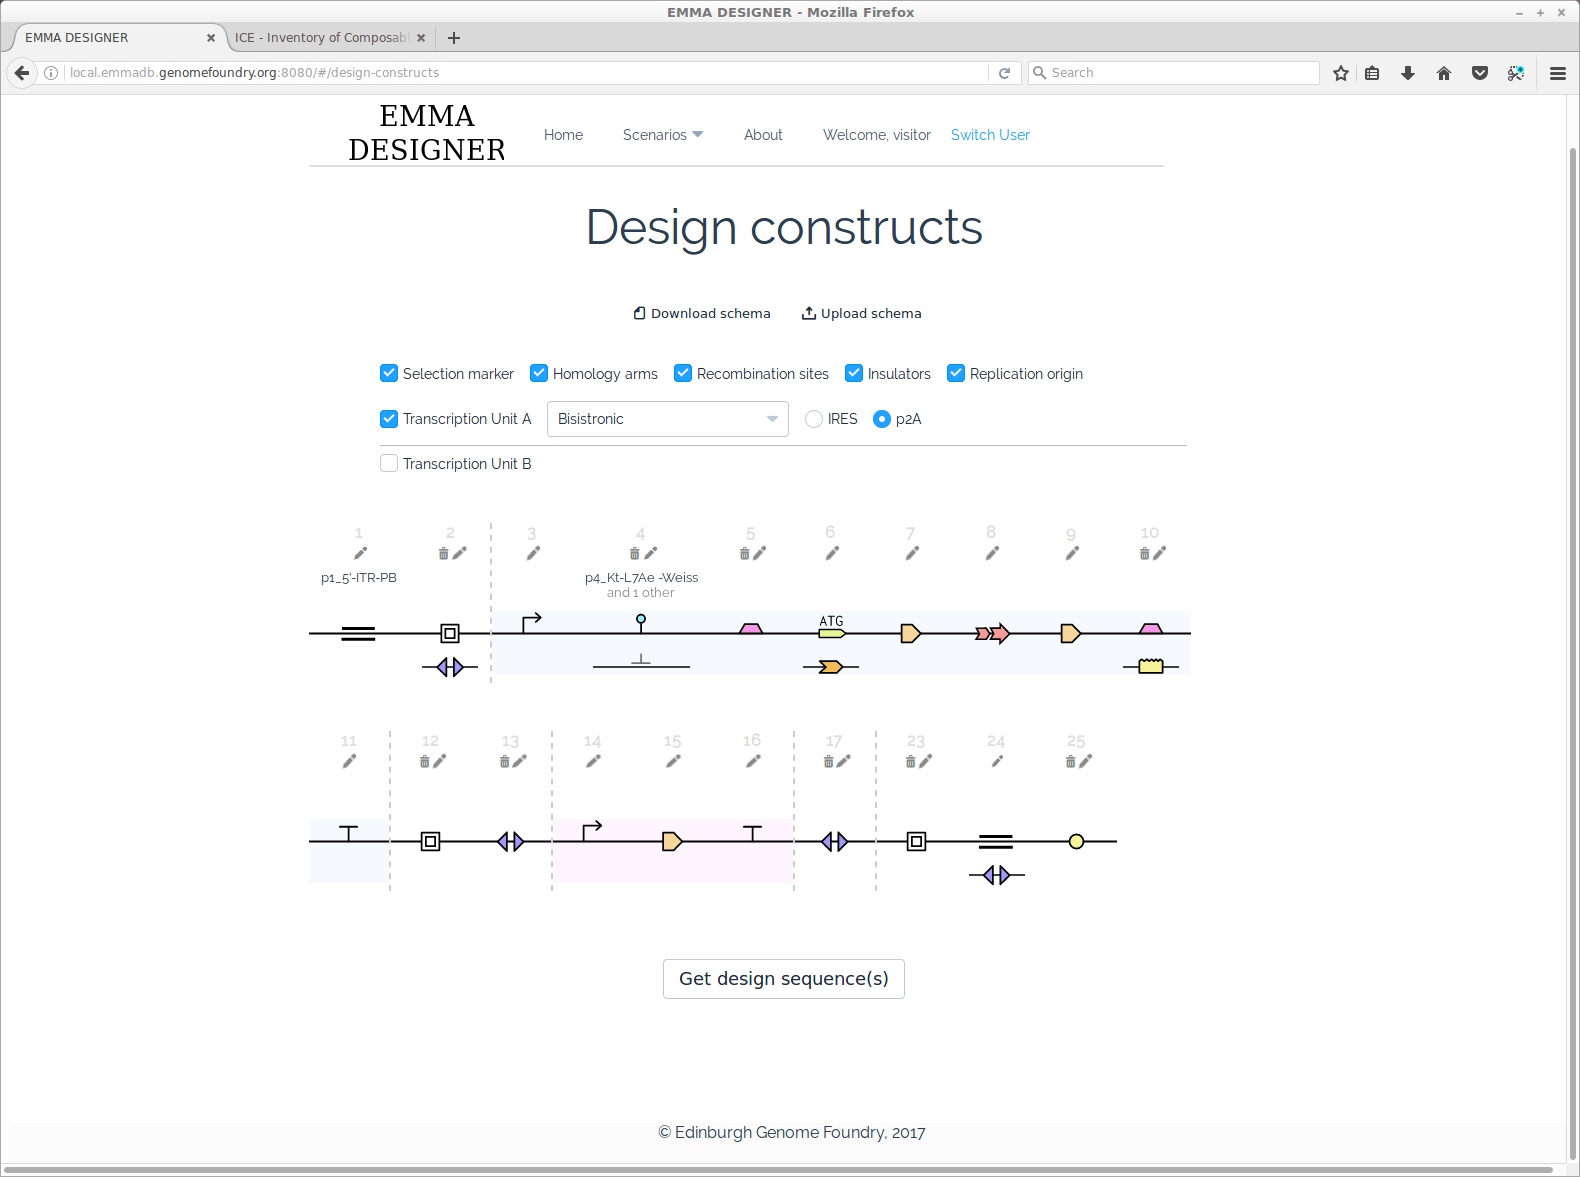 EMMA DESIGNER - Mozilla Firefox
EMMA DESIGNER
ICE - Inventory of Composab
local.emmadb.genomefoundry.org:8080/#/design-constructs
Search
EMMA
DESIGNER
Home Scenarios About Welcome, visitor Switch User
Design constructs
Download schema Upload schema
Selection marker Homology arms Recombination sites Insulators Replication origin
Transcription Unit A Bisistronic IRES p2A
Transcription Unit B
1 2 3 4 5 6 7 8 9 10
p1_5'-ITR-PB p4_Kt-L7Ae -Weiss
and 1 other
ATG
11 12 13 14 15 16 17 23 24 25
Get design sequence(s)
© Edinburgh Genome Foundry, 2017